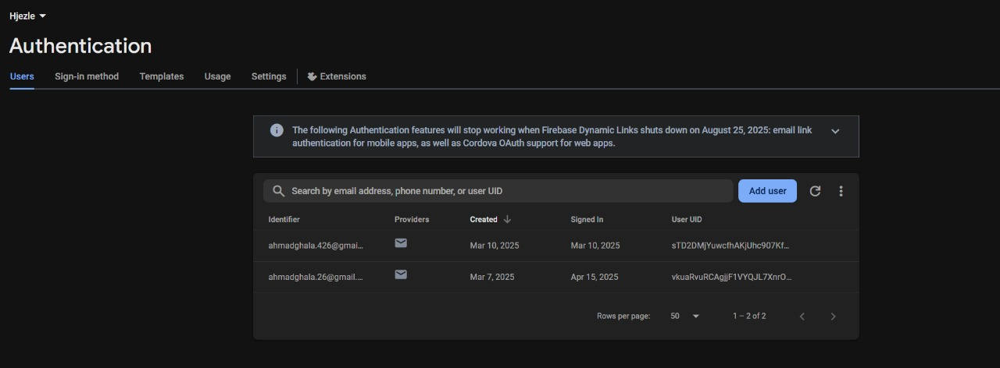 Hjezle
Authentication
Users Sign-in method Templates Usage Settings Extensions
The following Authentication features will stop working when Firebase Dynamic Links shuts down on August 25, 2025: email link
authentication for mobile apps, as well as Cordova OAuth support for web apps.
Search by email address, phone number, or user UID Add user
Identifier Providers Created Signed In User UID
ahmadghala.426@gmai... Mar 10, 2025 Mar 10, 2025 sTD2DMjYuwcfhAKjUhc907Kf...
ahmadghala.26@gmail.... Mar 7, 2025 Apr 15, 2025 vkuaRvuRCAgjjF1VYQJL7XnrO...
Rows per page: 50 1 – 2 of 2